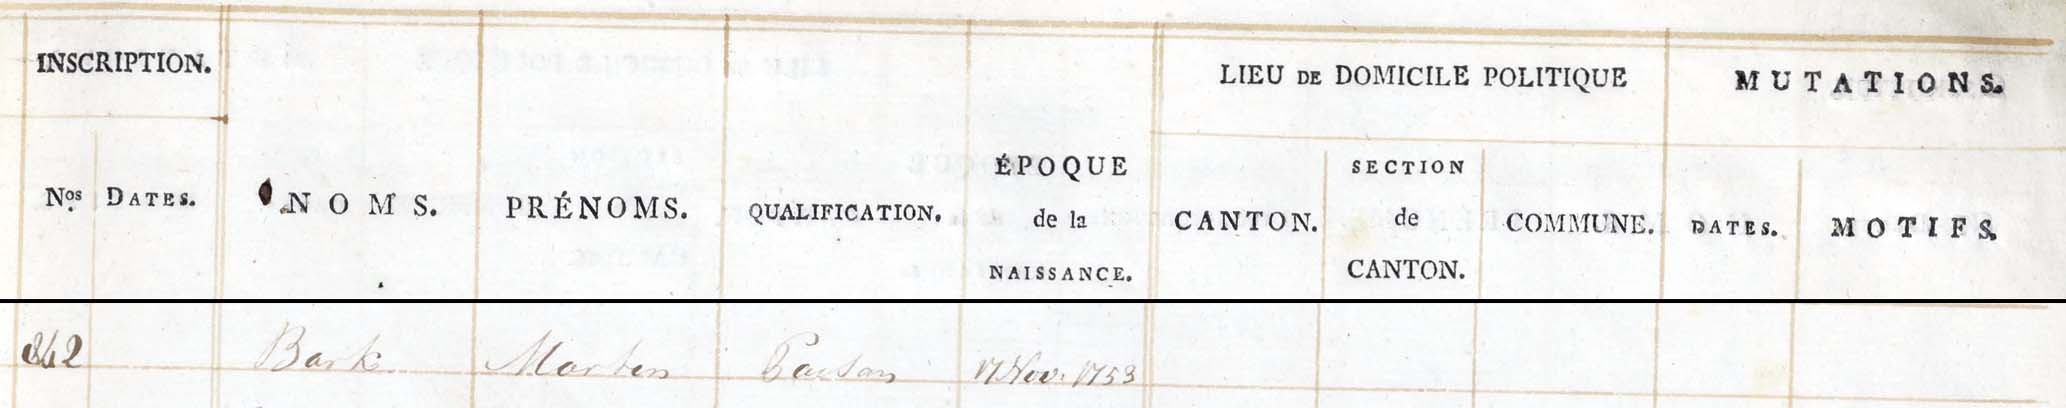 INSCRIPTION.
LIEU DE DOMICILE POLITIQUE
MUTATIONS.
Nos DATES.
NOMS.
PRÉNOMS.
QUALIFICATION.
ÉPOQUE
de la
NAISSANCE.
CANTON.
SECTION
de
CANTON.
COMMUNE.
DATES.
MOTIFS.
242 Bark Marten 17 Nov. 1753